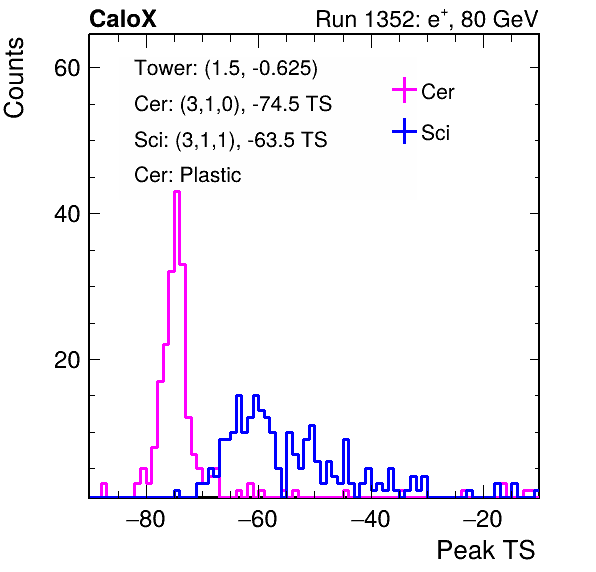 CaloX Run 1352: e⁺, 80 GeV
Counts
60
40
20
Tower: (1.5, -0.625)
Cer: (3,1,0), -74.5 TS
Sci: (3,1,1), -63.5 TS
Cer: Plastic
Cer
Sci
−80 −60 −40 −20
Peak TS